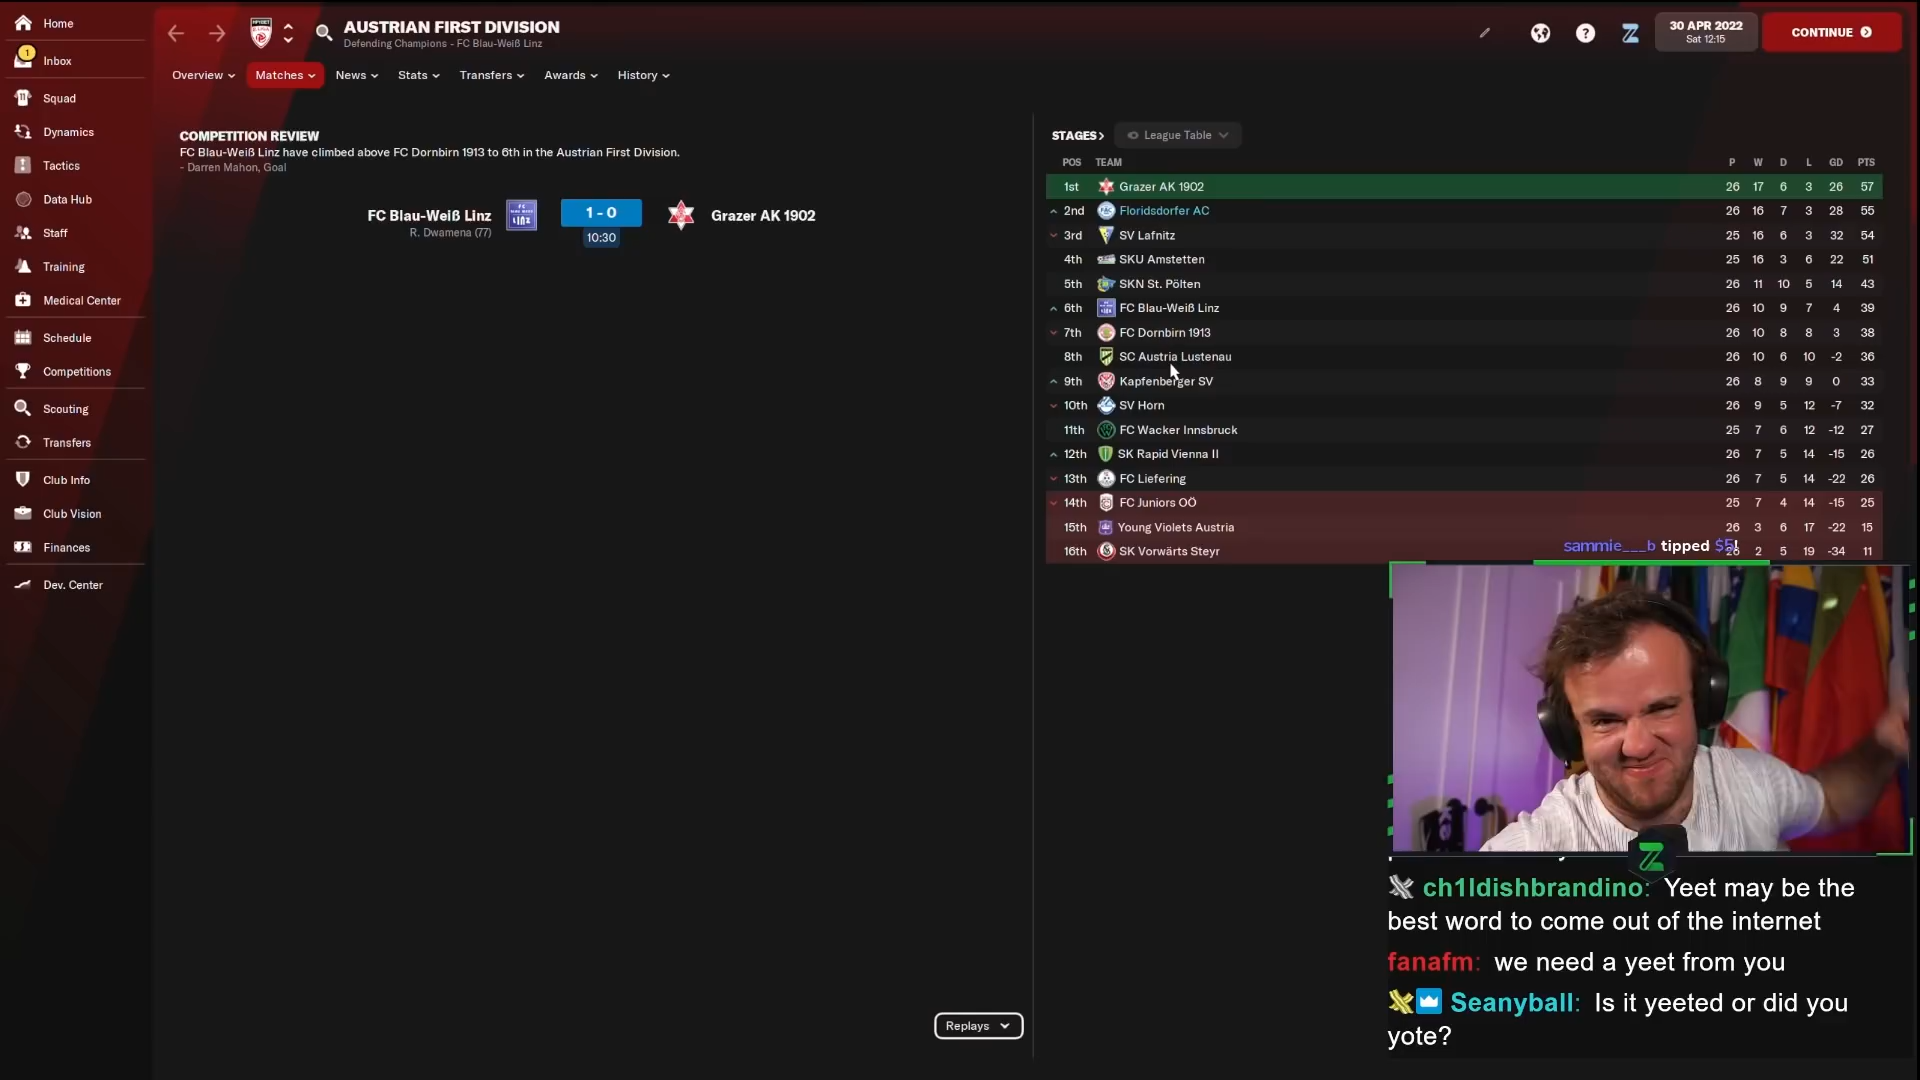 Home
1
Inbox
Squad
Dynamics
Tactics
Data Hub
Staff
Training
Medical Center
Schedule
Competitions
Scouting
Transfers
Club Info
Club Vision
Finances
Dev. Center
AUSTRIAN FIRST DIVISION
Defending Champions - FC Blau-Weiß Linz
30 APR 2022
Sat 12:15
CONTINUE
Overview Matches News Stats Transfers Awards History
COMPETITION REVIEW
FC Blau-Weiß Linz have climbed above FC Dornbirn 1913 to 6th in the Austrian First Division.
- Darren Mahon, Goal
FC Blau-Weiß Linz 1 - 0 Grazer AK 1902
R. Dwamena (77)
10:30
Replays
STAGES> League Table
POS TEAM P W D L GD PTS
1st Grazer AK 1902 26 17 6 3 26 57
2nd Floridsdorfer AC 26 16 7 3 28 55
3rd SV Lafnitz 25 16 6 3 32 54
4th SKU Amstetten 25 16 3 6 22 51
5th SKN St. Pölten 26 11 10 5 14 43
6th FC Blau-Weiß Linz 26 10 9 7 4 39
7th FC Dornbirn 1913 26 10 8 8 3 38
8th SC Austria Lustenau 26 10 6 10 -2 36
9th Kapfenberger SV 26 8 9 9 0 33
10th SV Horn 26 9 5 12 -7 32
11th FC Wacker Innsbruck 25 7 6 12 -12 27
12th SK Rapid Vienna II 26 7 5 14 -15 26
13th FC Liefering 26 7 5 14 -22 26
14th FC Juniors OÖ 25 7 4 14 -15 25
15th Young Violets Austria 26 3 6 17 -22 15
16th SK Vorwärts Steyr 26 2 5 19 -34 11
sammie___b tipped $5!
ch1ldishbrandino: Yeet may be the
best word to come out of the internet
fanafm: we need a yeet from you
Seanyball: Is it yeeted or did you
yote?